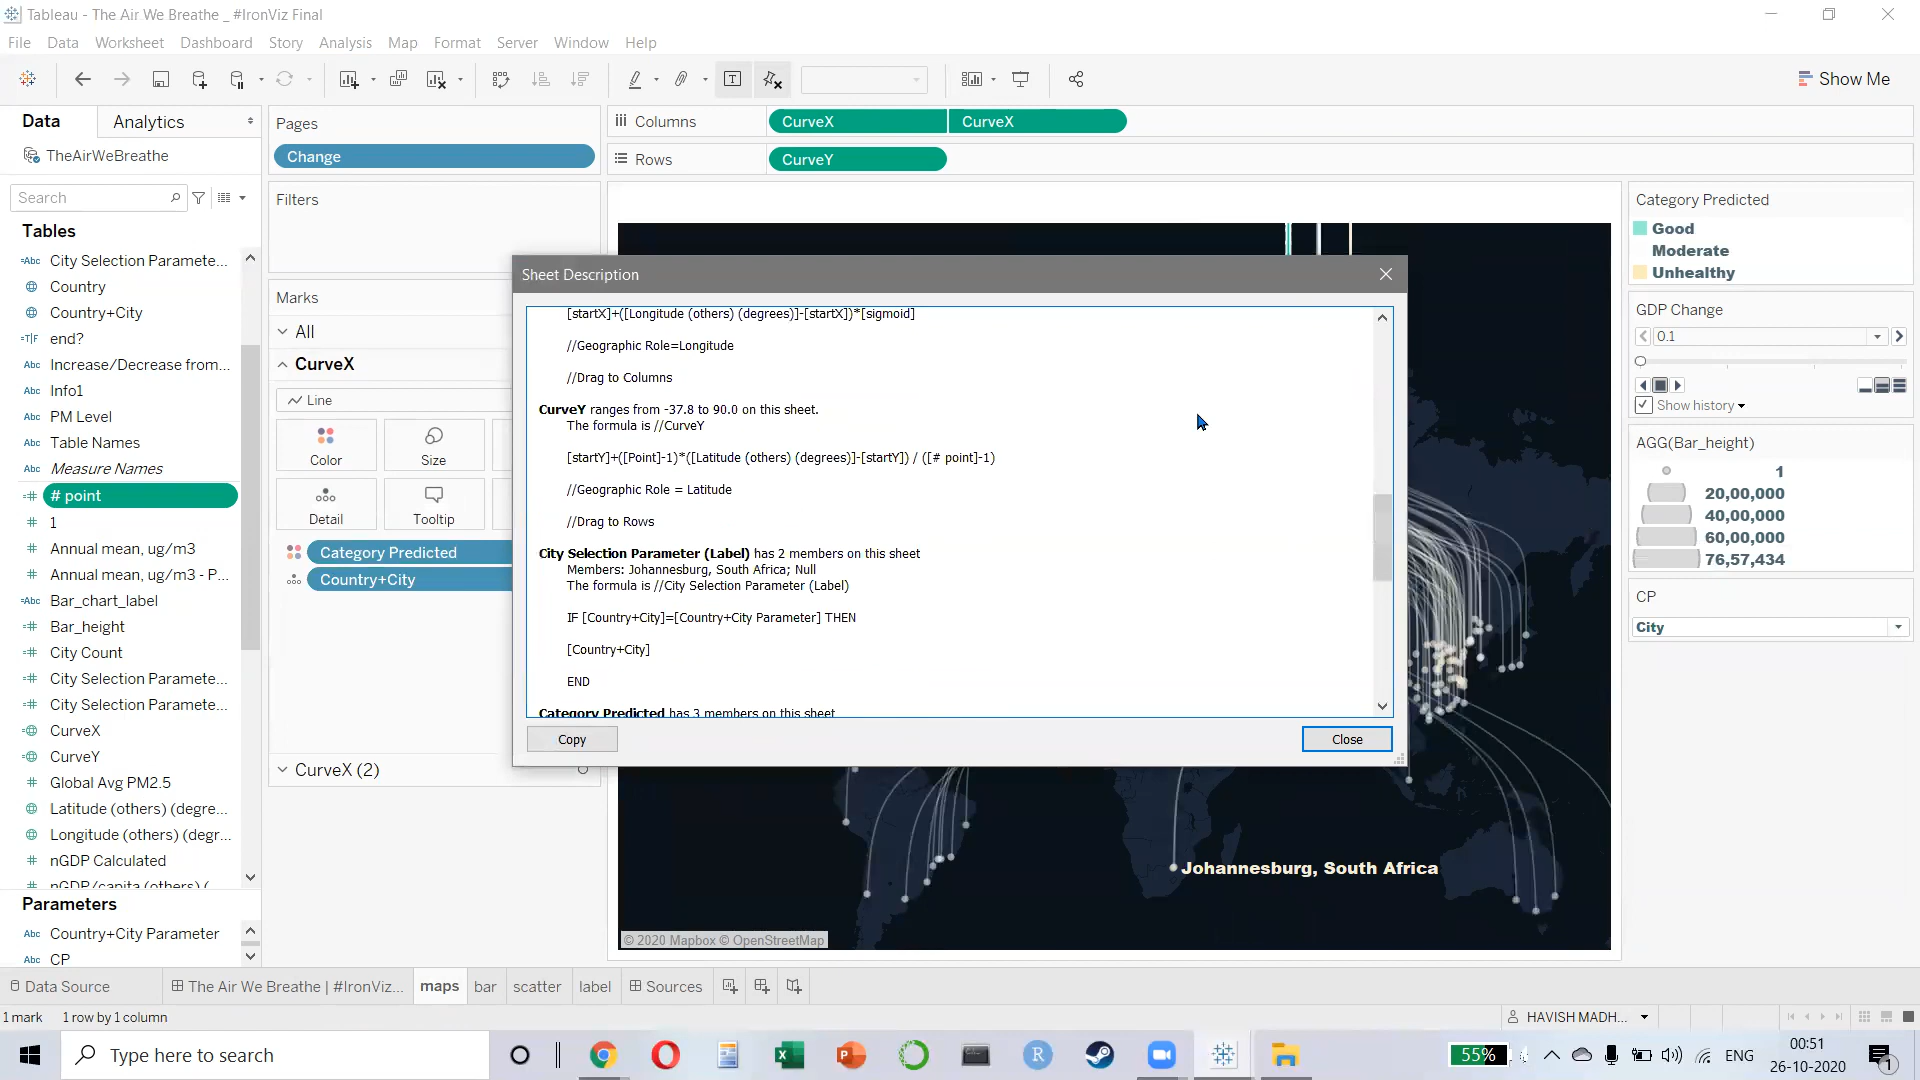 Tableau - The Air We Breathe _ #IronViz Final
File Data Worksheet Dashboard Story Analysis Map Format Server Window Help
Show Me
Data Analytics
TheAirWeBreathe
Search
Tables
Abc City Selection Paramete...
Country
Country+City
T|F end?
Abc Increase/Decrease from...
Abc Info1
Abc PM Level
Abc Table Names
Abc Measure Names
# point
1
Annual mean, ug/m3
Annual mean, ug/m3 - P...
Abc Bar_chart_label
Bar_height
City Count
City Selection Paramete...
City Selection Paramete...
CurveX
CurveY
Global Avg PM2.5
Latitude (others) (degre...
Longitude (others) (degr...
nGDP Calculated
nGDP/capita (others) (
Parameters
Abc Country+City Parameter
Abc CP
Pages
Change
Filters
Marks
All
CurveX
Line
Color Size
Detail Tooltip
Category Predicted
Country+City
CurveX (2)
Columns CurveX CurveX
Rows CurveY
Sheet Description
[startX]+([Longitude (others) (degrees)]-[startX])*[sigmoid]
//Geographic Role=Longitude
//Drag to Columns
CurveY ranges from -37.8 to 90.0 on this sheet.
The formula is //CurveY
[startY]+([Point]-1)*([Latitude (others) (degrees)]-[startY]) / ([# point]-1)
//Geographic Role = Latitude
//Drag to Rows
City Selection Parameter (Label) has 2 members on this sheet
Members: Johannesburg, South Africa; Null
The formula is //City Selection Parameter (Label)
IF [Country+City]=[Country+City Parameter] THEN
[Country+City]
END
Category Predicted has 3 members on this sheet
Copy Close
Johannesburg, South Africa
© 2020 Mapbox © OpenStreetMap
Category Predicted
Good
Moderate
Unhealthy
GDP Change
0.1
Show history
AGG(Bar_height)
1
20,00,000
40,00,000
60,00,000
76,57,434
CP
City
Data Source The Air We Breathe | #IronViz... maps bar scatter label Sources
1 mark 1 row by 1 column HAVISH MADH...
Type here to search
55% ENG
00:51
26-10-2020
1